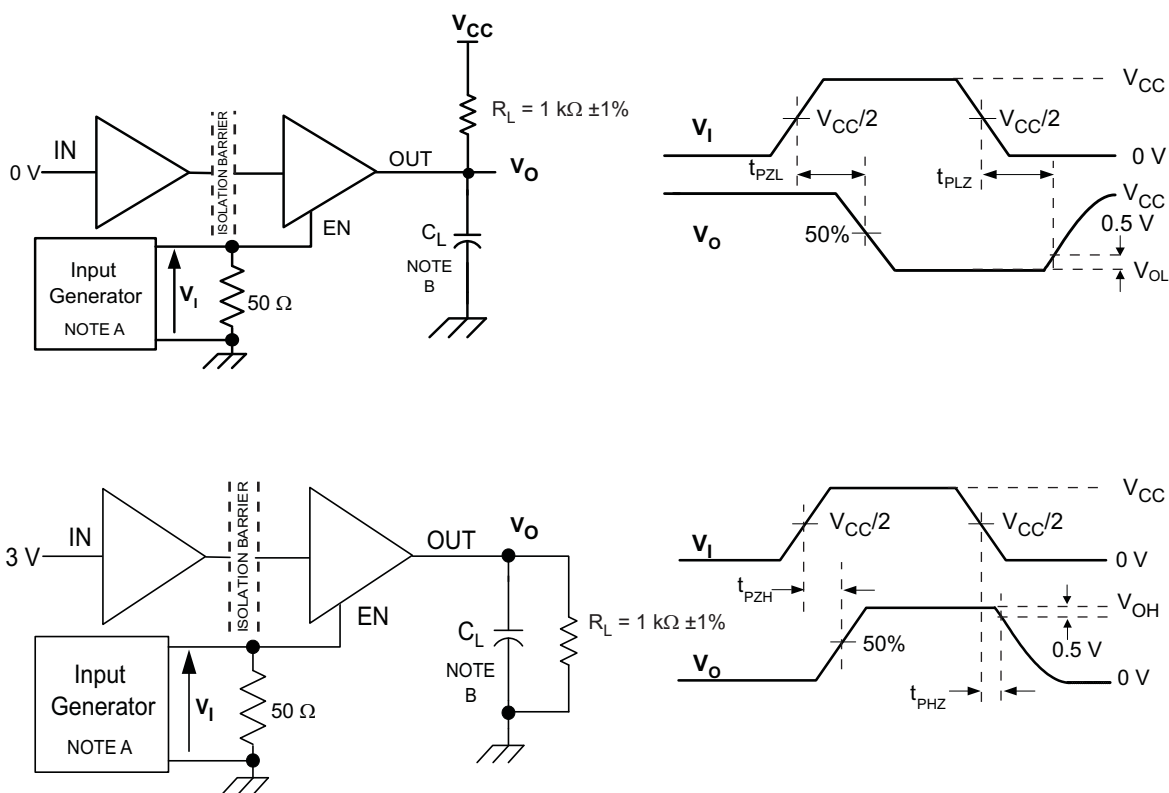 VCC
RL = 1 kΩ ±1%
IN
0 V
ISOLATION BARRIER
OUT
VO
EN
CL
NOTE
B
Input
Generator
NOTE A
VI
50 Ω
VCC
VI
VCC/2
VCC/2
0 V
tPZL
tPLZ
VCC
0.5 V
VO
50%
VOL
IN
3 V
ISOLATION BARRIER
OUT
VO
EN
CL
NOTE
B
RL = 1 kΩ ±1%
Input
Generator
NOTE A
VI
50 Ω
VCC
VI
VCC/2
VCC/2
0 V
tPZH
VOH
0.5 V
VO
50%
0 V
tPHZ